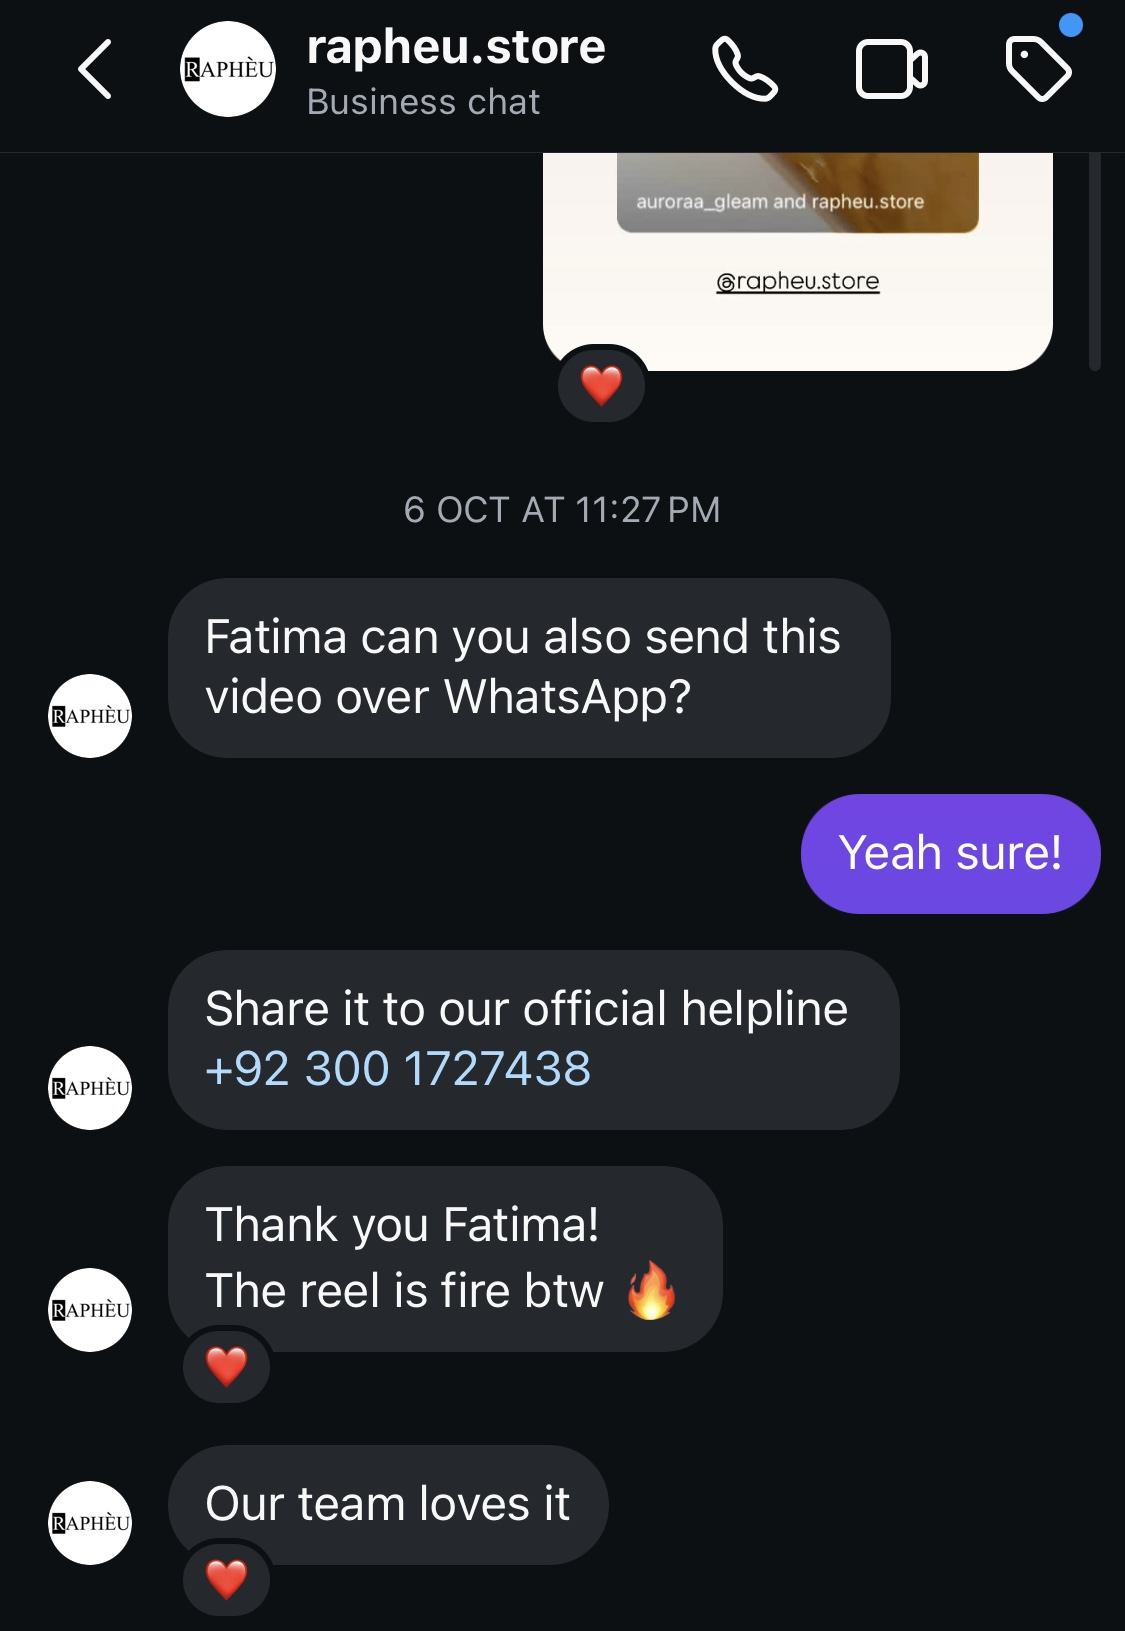 RAPHÈU
rapheu.store
Business chat
auroraa_gleam and rapheu.store
@rapheu.store
6 OCT AT 11:27 PM
Fatima can you also send this
video over WhatsApp?
RAPHÈU
Yeah sure!
Share it to our official helpline
+92 300 1727438
RAPHÈU
Thank you Fatima!
The reel is fire btw 🔥
RAPHÈU
Our team loves it
RAPHÈU